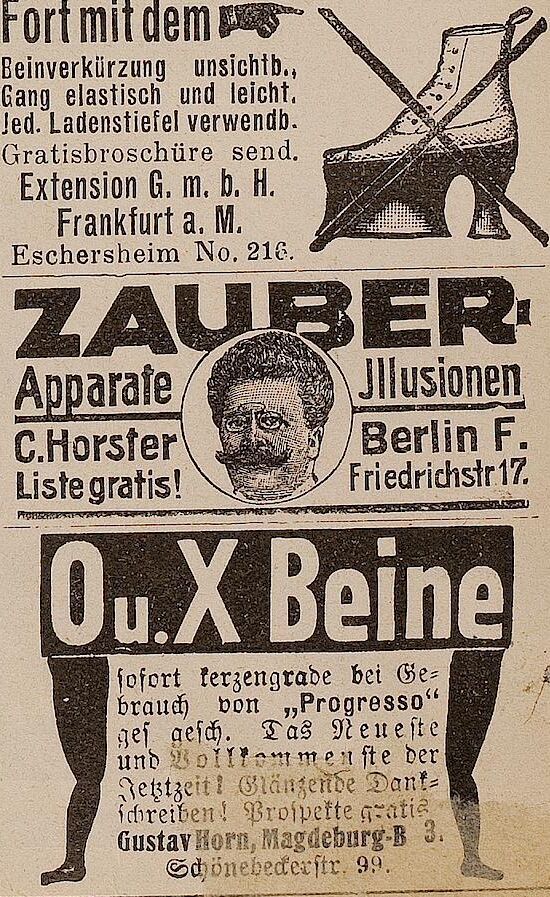 Fort mit dem
Beinverkürzung unsichtb.,
Gang elastisch und leicht.
Jed. Ladenstiefel verwendb.
Gratisbroschüre send.
Extension G. m. b. H.
Frankfurt a. M.
Eschersheim No. 216.
ZAUBER-
Apparate Jllusionen
C. Horster Berlin F.
Liste gratis! Friedrichstr 17.
O u. X Beine
sofort kerzengrade bei Ge-
brauch von „Progresso“
ges gesch. Das Neueste
und Vollkommenste der
Jetztzeit! Glänzende Dank-
schreiben! Prospekte gratis
Gustav Horn, Magdeburg-B 3.
Schönebeckerstr. 99.